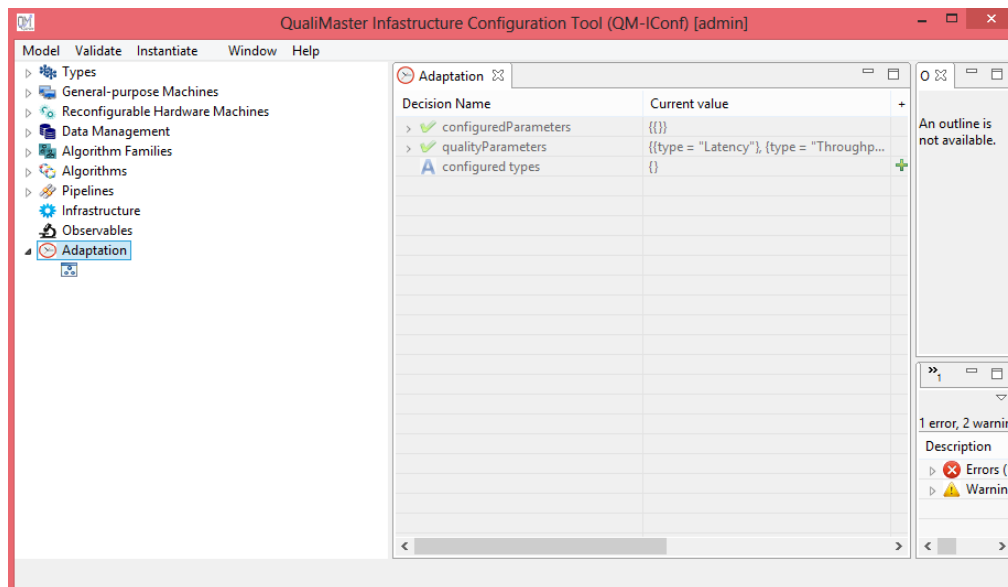 QM
QualiMaster Infastructure Configuration Tool (QM-IConf) [admin]
Model Validate Instantiate Window Help
Types
General-purpose Machines
Reconfigurable Hardware Machines
Data Management
Algorithm Families
Algorithms
Pipelines
Infrastructure
Observables
Adaptation
Adaptation
Decision Name Current value +
configuredParameters {{}}
qualityParameters {{type = "Latency"}, {type = "Throughp...
A configured types {}
O
An outline is
not available.
»1
1 error, 2 warnin
Description
Errors (
Warnin